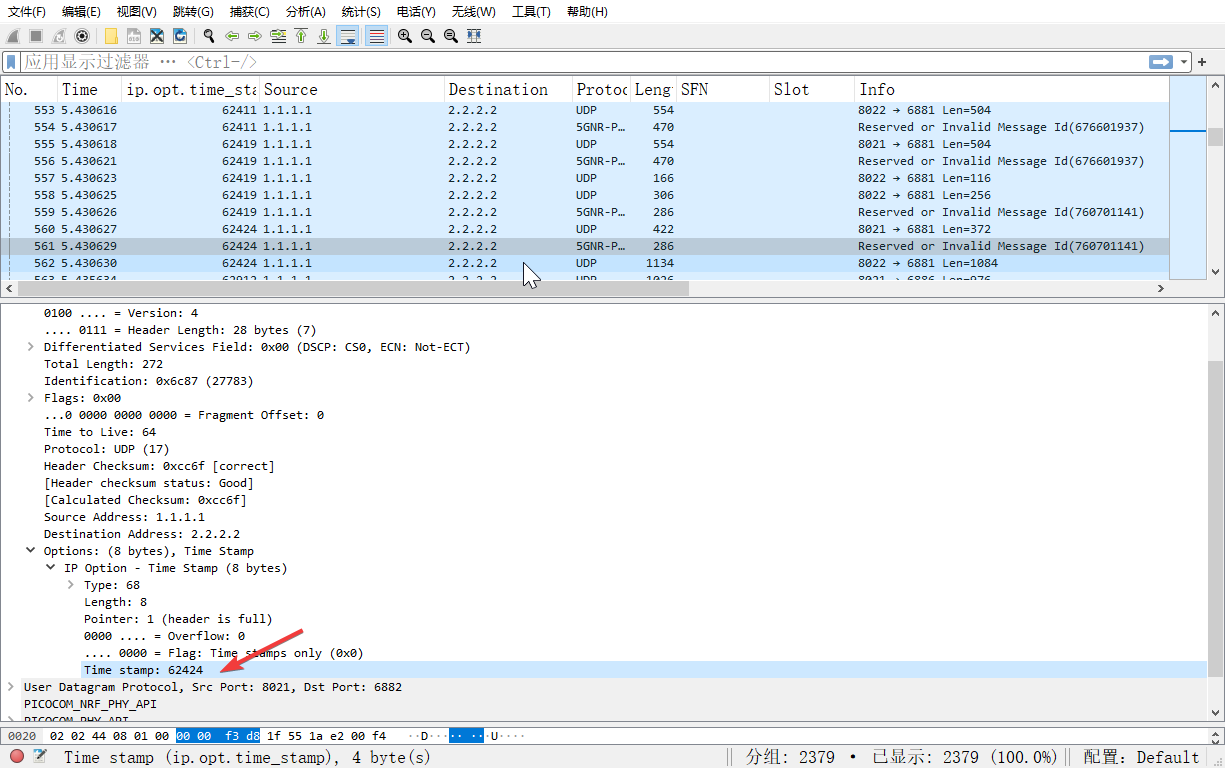 文件(F) 编辑(E) 视图(V) 跳转(G) 捕获(C) 分析(A) 统计(S) 电话(Y) 无线(W) 工具(T) 帮助(H)
应用显示过滤器 … <Ctrl-/>
No. Time ip.opt.time_sta Source Destination Protoc Leng SFN Slot Info
553 5.430616 62411 1.1.1.1 2.2.2.2 UDP 554 8022 → 6881 Len=504
554 5.430617 62411 1.1.1.1 2.2.2.2 5GNR-P… 470 Reserved or Invalid Message Id(676601937)
555 5.430618 62419 1.1.1.1 2.2.2.2 UDP 554 8021 → 6881 Len=504
556 5.430621 62419 1.1.1.1 2.2.2.2 5GNR-P… 470 Reserved or Invalid Message Id(676601937)
557 5.430623 62419 1.1.1.1 2.2.2.2 UDP 166 8022 → 6881 Len=116
558 5.430625 62419 1.1.1.1 2.2.2.2 UDP 306 8022 → 6881 Len=256
559 5.430626 62419 1.1.1.1 2.2.2.2 5GNR-P… 286 Reserved or Invalid Message Id(760701141)
560 5.430627 62424 1.1.1.1 2.2.2.2 UDP 422 8021 → 6881 Len=372
561 5.430629 62424 1.1.1.1 2.2.2.2 5GNR-P… 286 Reserved or Invalid Message Id(760701141)
562 5.430630 62424 1.1.1.1 2.2.2.2 UDP 1134 8022 → 6881 Len=1084
0100 .... = Version: 4
.... 0111 = Header Length: 28 bytes (7)
Differentiated Services Field: 0x00 (DSCP: CS0, ECN: Not-ECT)
Total Length: 272
Identification: 0x6c87 (27783)
Flags: 0x00
...0 0000 0000 0000 = Fragment Offset: 0
Time to Live: 64
Protocol: UDP (17)
Header Checksum: 0xcc6f [correct]
[Header checksum status: Good]
[Calculated Checksum: 0xcc6f]
Source Address: 1.1.1.1
Destination Address: 2.2.2.2
Options: (8 bytes), Time Stamp
IP Option - Time Stamp (8 bytes)
Type: 68
Length: 8
Pointer: 1 (header is full)
0000 .... = Overflow: 0
.... 0000 = Flag: Time stamps only (0x0)
Time stamp: 62424
User Datagram Protocol, Src Port: 8021, Dst Port: 6882
PICOCOM_NRF_PHY_API
PICOCOM_PHY_API
0020 02 02 44 08 01 00 00 00 f3 d8 1f 55 1a e2 00 f4 ··D····· ··U····
Time stamp (ip.opt.time_stamp), 4 byte(s) 分组: 2379 · 已显示: 2379 (100.0%) 配置: Default